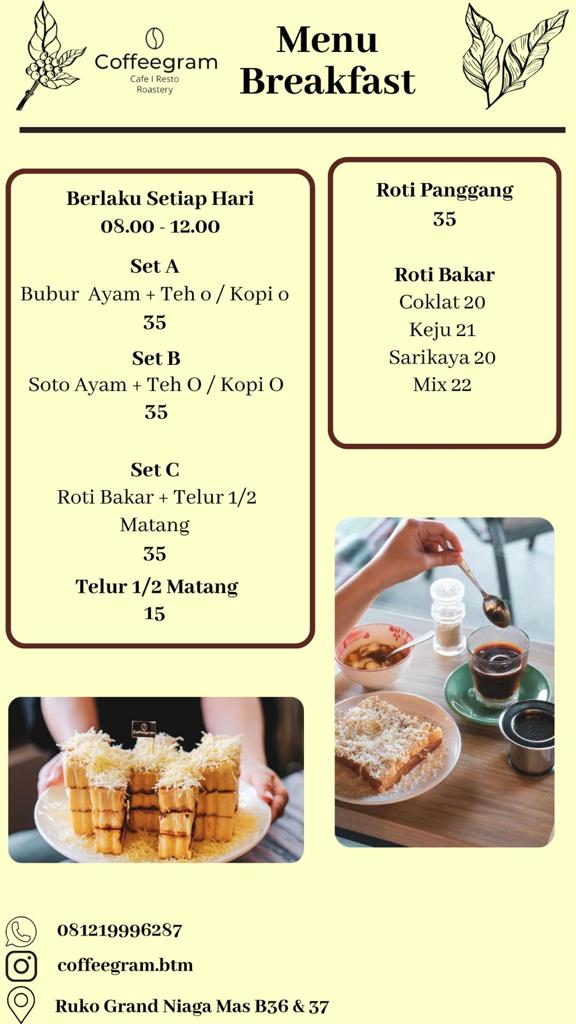 Coffeegram
Cafe I Resto
Roastery
Menu
Breakfast
Berlaku Setiap Hari
08.00 - 12.00
Set A
Bubur Ayam + Teh o / Kopi o
35
Set B
Soto Ayam + Teh O / Kopi O
35
Set C
Roti Bakar + Telur 1/2
Matang
35
Telur 1/2 Matang
15
Roti Panggang
35
Roti Bakar
Coklat 20
Keju 21
Sarikaya 20
Mix 22
Coffeegram
081219996287
coffeegram.btm
Ruko Grand Niaga Mas B36 & 37